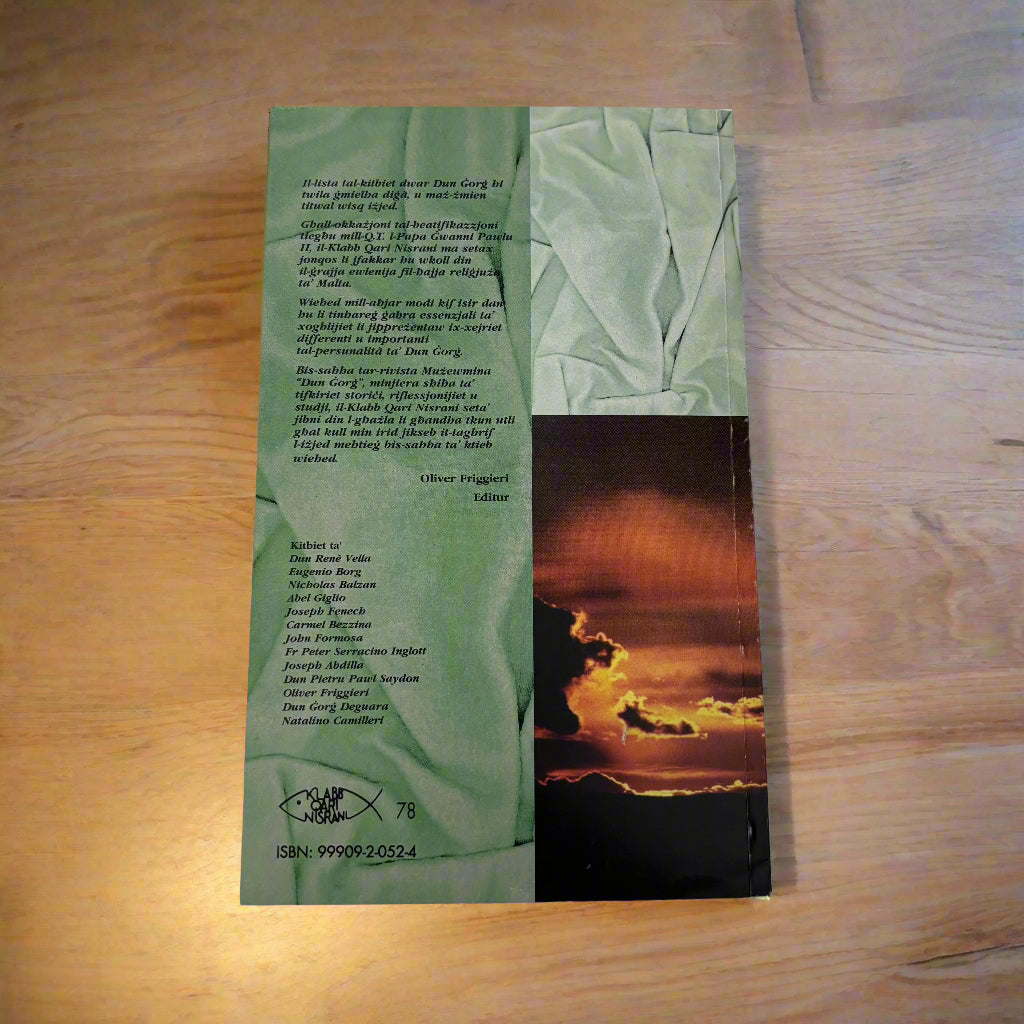 Il-lista tal-kitbiet dwar Dun Ġorġ hi
twila ġmielha diġà, u maż-żmien
titwal wisq iżjed.
Għall-okkażjoni tal-beatifikazzjoni
tiegħu mill-Q.T. l-Papa Ġwanni Pawlu
II, il-Klabb Qari Nisrani ma setax
jonqos li jfakkar hu wkoll din
il-ġrajja ewlenija fil-ħajja reliġjuża
ta' Malta.
Wieħed mill-aħjar modi kif isir dan
hu li tinħareġ ġabra essenzjali ta'
xogħlijiet li jippreżentaw ix-xejriet
differenti u importanti
tal-personalità ta' Dun Ġorġ.
Bis-saħħa tar-rivista Mużewmina
"Dun Ġorġ", minjiera sħiħa ta'
tifkiriet storiċi, riflessjonijiet u
studji, il-Klabb Qari Nisrani seta'
jibni din l-għażla li għandha tkun utli
għal kull min irid jikseb it-tagħrif
l-iżjed meħtieġ bis-saħħa ta' ktieb
wieħed.
Oliver Friggieri
Editur
Kitbiet ta'
Dun Renè Vella
Eugenio Borg
Nicholas Balzan
Abel Giglio
Joseph Fenech
Carmel Bezzina
John Formosa
Fr Peter Serracino Inglott
Joseph Abdilla
Dun Pietru Pawl Saydon
Oliver Friggieri
Dun Ġorġ Deguara
Natalino Camilleri
KLABB
QARI
NISRANI
78
ISBN: 99909-2-052-4